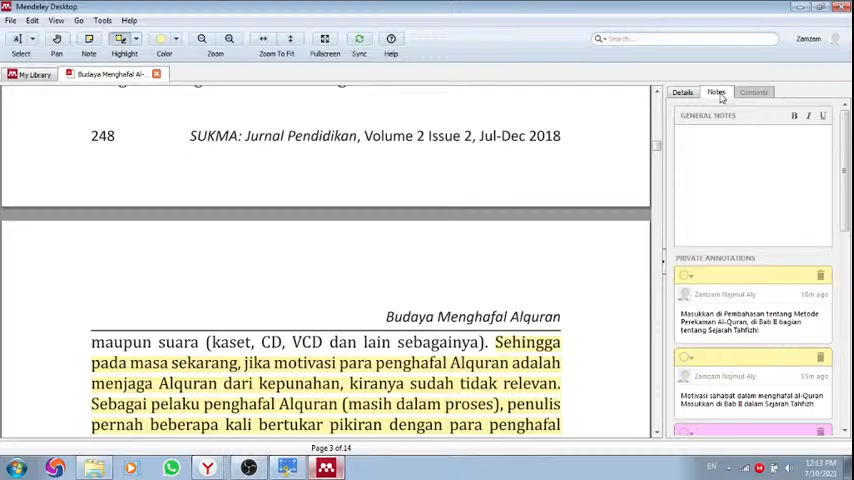 Mendeley Desktop
File Edit View Go Tools Help
Select Pan Note Highlight Color Zoom Zoom To Fit Fullscreen Sync Help
Search...
Zamzam
My Library
Budaya Menghafal Al-...
Details Notes Contents
248 SUKMA: Jurnal Pendidikan, Volume 2 Issue 2, Jul-Dec 2018
Budaya Menghafal Alquran
maupun suara (kaset, CD, VCD dan lain sebagainya). Sehingga
pada masa sekarang, jika motivasi para penghafal Alquran adalah
menjaga Alquran dari kepunahan, kiranya sudah tidak relevan.
Sebagai pelaku penghafal Alquran (masih dalam proses), penulis
pernah beberapa kali bertukar pikiran dengan para penghafal
GENERAL NOTES B I U
PRIVATE ANNOTATIONS
Zamzam Najmul Aly 16m ago
Masukkan di Pembahasan tentang Metode
Perekaman Al-Quran, di Bab II bagian
tentang Sejarah Tahfizh!
Zamzam Najmul Aly 15m ago
Motivasi sahabat dalam menghafal al-Quran
Masukkan di Bab II dalam Sejarah Tahfizh
Page 3 of 14
EN
12:13 PM
7/10/2021